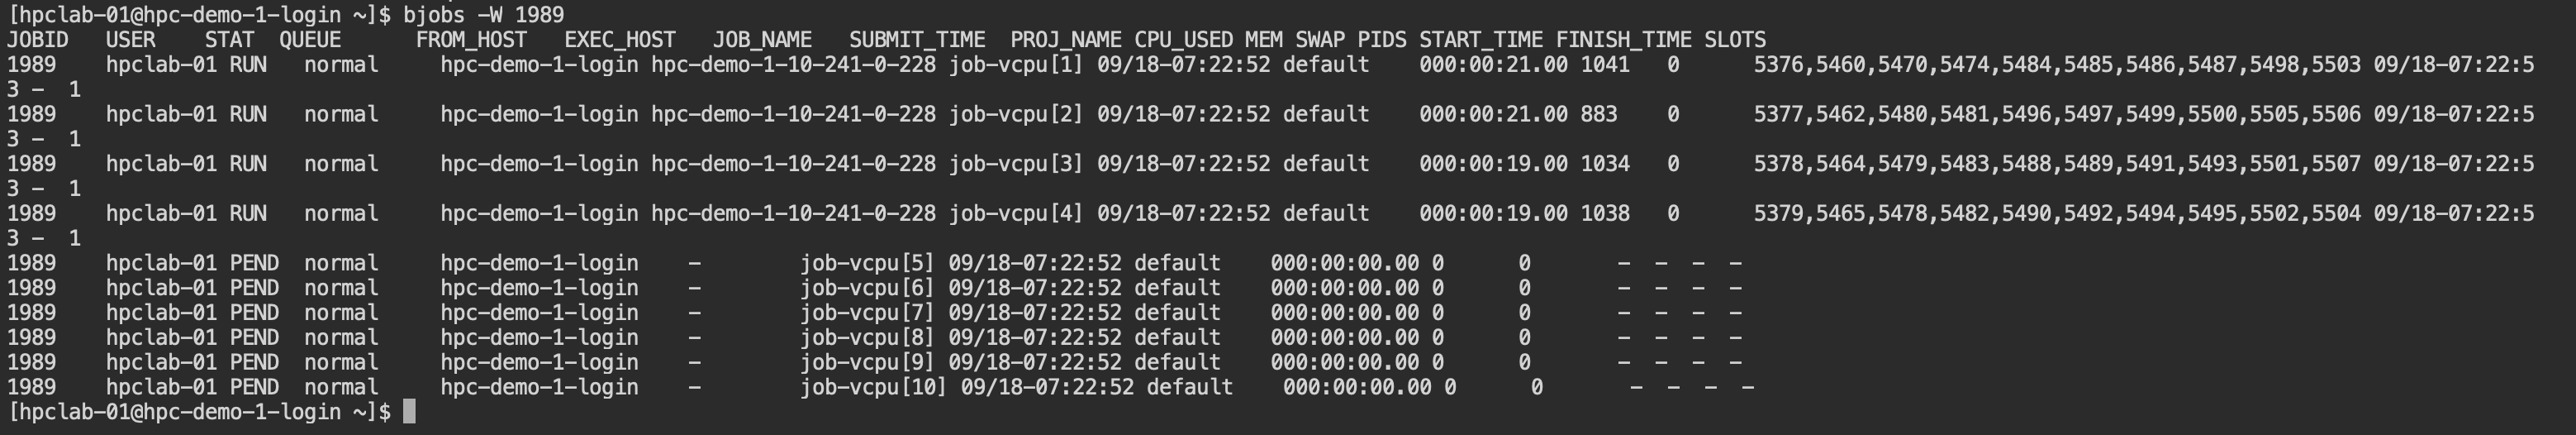 [hpclab-01@hpc-demo-1-login ~]$ bjobs -W 1989
JOBID   USER    STAT  QUEUE      FROM_HOST   EXEC_HOST   JOB_NAME   SUBMIT_TIME  PROJ_NAME CPU_USED MEM SWAP PIDS START_TIME FINISH_TIME SLOTS
1989    hpclab-01 RUN   normal     hpc-demo-1-login hpc-demo-1-10-241-0-228 job-vcpu[1] 09/18-07:22:52 default    000:00:21.00 1041   0      5376,5460,5470,5474,5484,5485,5486,5487,5498,5503 09/18-07:22:5
3 -  1
1989    hpclab-01 RUN   normal     hpc-demo-1-login hpc-demo-1-10-241-0-228 job-vcpu[2] 09/18-07:22:52 default    000:00:21.00 883    0      5377,5462,5480,5481,5496,5497,5499,5500,5505,5506 09/18-07:22:5
3 -  1
1989    hpclab-01 RUN   normal     hpc-demo-1-login hpc-demo-1-10-241-0-228 job-vcpu[3] 09/18-07:22:52 default    000:00:19.00 1034   0      5378,5464,5479,5483,5488,5489,5491,5493,5501,5507 09/18-07:22:5
3 -  1
1989    hpclab-01 RUN   normal     hpc-demo-1-login hpc-demo-1-10-241-0-228 job-vcpu[4] 09/18-07:22:52 default    000:00:19.00 1038   0      5379,5465,5478,5482,5490,5492,5494,5495,5502,5504 09/18-07:22:5
3 -  1
1989    hpclab-01 PEND  normal     hpc-demo-1-login    -        job-vcpu[5] 09/18-07:22:52 default    000:00:00.00 0      0       -  -  -  -
1989    hpclab-01 PEND  normal     hpc-demo-1-login    -        job-vcpu[6] 09/18-07:22:52 default    000:00:00.00 0      0       -  -  -  -
1989    hpclab-01 PEND  normal     hpc-demo-1-login    -        job-vcpu[7] 09/18-07:22:52 default    000:00:00.00 0      0       -  -  -  -
1989    hpclab-01 PEND  normal     hpc-demo-1-login    -        job-vcpu[8] 09/18-07:22:52 default    000:00:00.00 0      0       -  -  -  -
1989    hpclab-01 PEND  normal     hpc-demo-1-login    -        job-vcpu[9] 09/18-07:22:52 default    000:00:00.00 0      0       -  -  -  -
1989    hpclab-01 PEND  normal     hpc-demo-1-login    -        job-vcpu[10] 09/18-07:22:52 default    000:00:00.00 0      0       -  -  -  -
[hpclab-01@hpc-demo-1-login ~]$